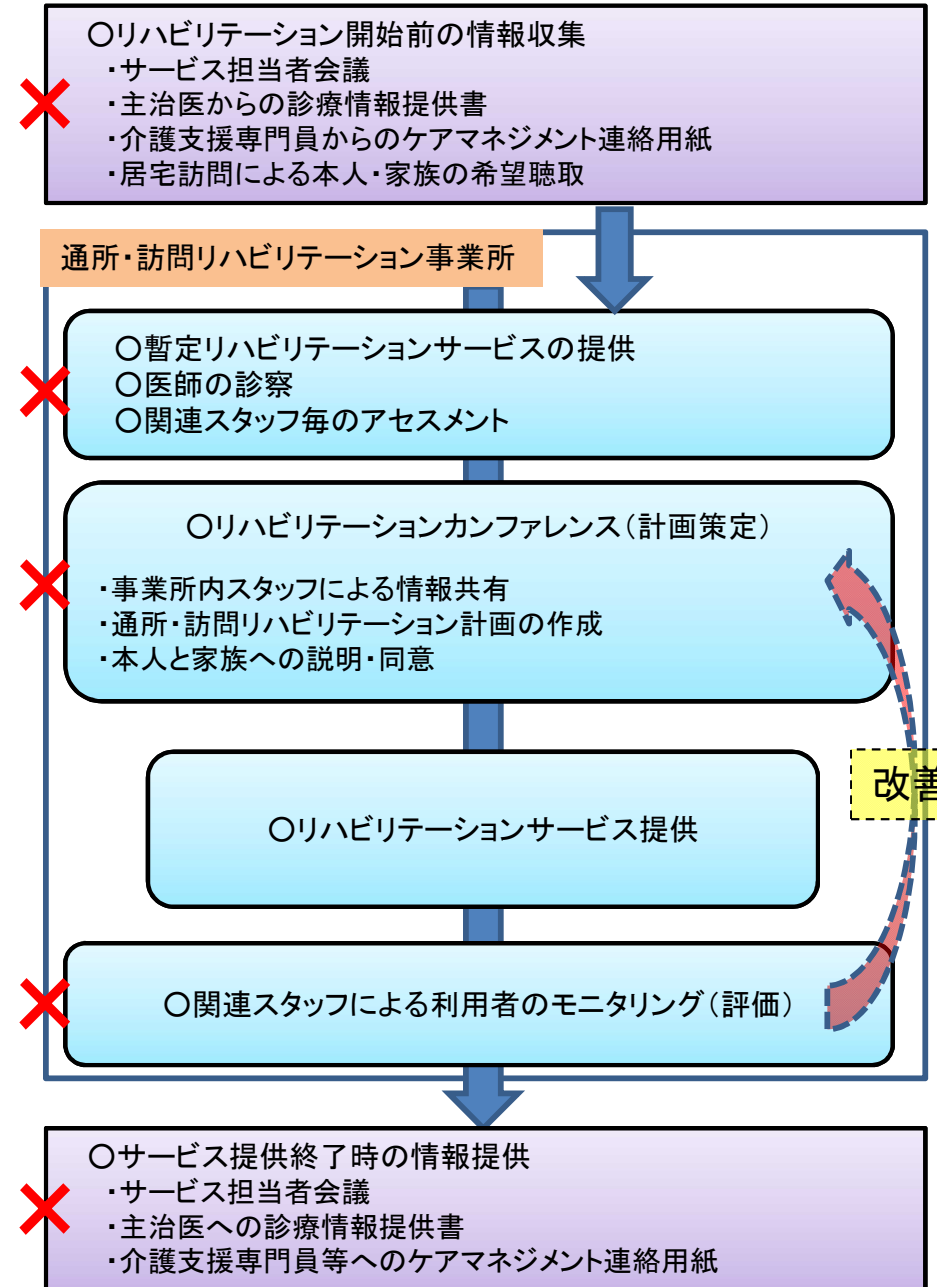 〇リハビリテーション開始前の情報収集
・サービス担当者会議
・主治医からの診療情報提供書
・介護支援専門員からのケアマネジメント連絡用紙
・居宅訪問による本人・家族の希望聴取
通所・訪問リハビリテーション事業所
〇暫定リハビリテーションサービスの提供
〇医師の診察
〇関連スタッフ毎のアセスメント
〇リハビリテーションカンファレンス(計画策定)
・事業所内スタッフによる情報共有
・通所・訪問リハビリテーション計画の作成
・本人と家族への説明・同意
改善
〇リハビリテーションサービス提供
〇関連スタッフによる利用者のモニタリング(評価)
〇サービス提供終了時の情報提供
・サービス担当者会議
・主治医への診療情報提供書
・介護支援専門員等へのケアマネジメント連絡用紙